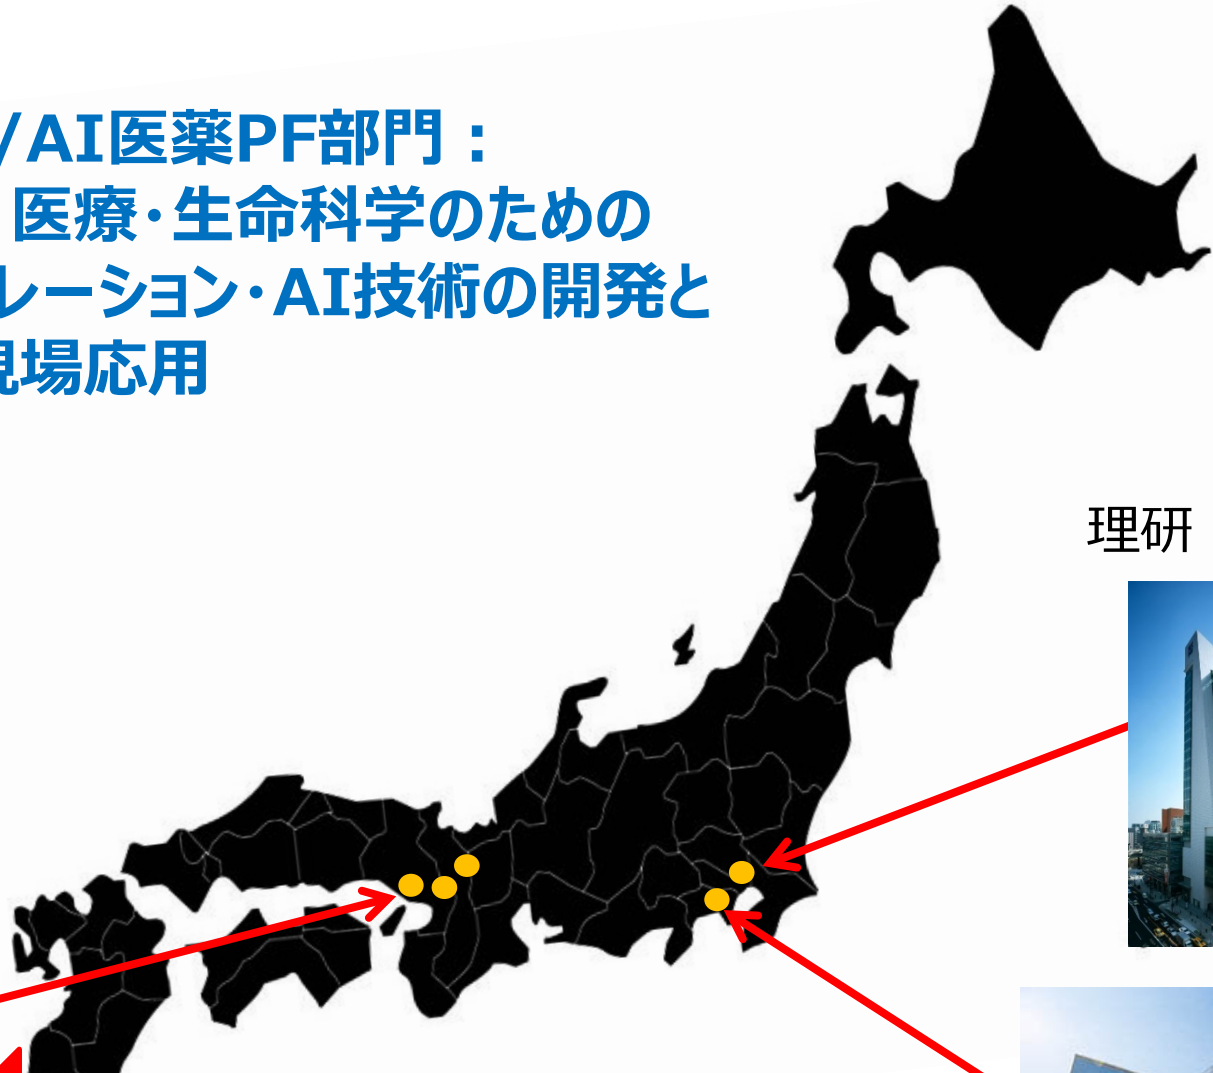 /AI医薬PF部門：
医療・生命科学のための
レーション・AI技術の開発と
現場応用
理研